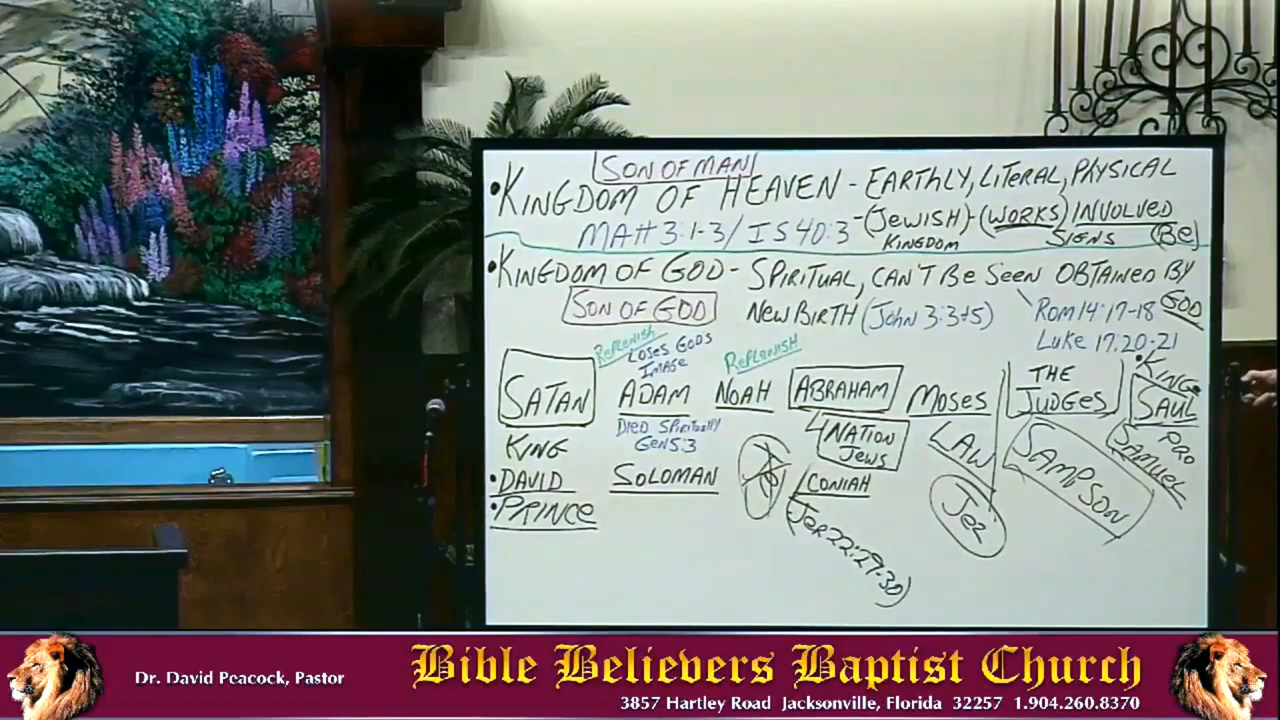 SON OF MAN
• KINGDOM OF HEAVEN - EARTHLY, LITERAL, PHYSICAL
MATT 3:1-3 / IS 40:3 - (JEWISH) - (WORKS) INVOLVED
KINGDOM SIGNS (BE)
• KINGDOM OF GOD - SPIRITUAL, CAN'T BE SEEN OBTAINED BY
GOD
SON OF GOD NEW BIRTH (John 3:3+5) Rom 14:17-18
Luke 17:20-21
REPLENISH LOSES GODS IMAGE REPLENISH
• KING
SATAN ADAM NOAH ABRAHAM MOSES THE JUDGES SAUL
KING DIED SPIRITUALLY GEN 5:3 NATION JEWS LAW SAMPSON PRO SAMUEL
• DAVID SOLOMAN CONIAH
• PRINCE (Jer 22:29-30)
Dr. David Peacock, Pastor
Bible Believers Baptist Church
3857 Hartley Road Jacksonville, Florida 32257 1.904.260.8370